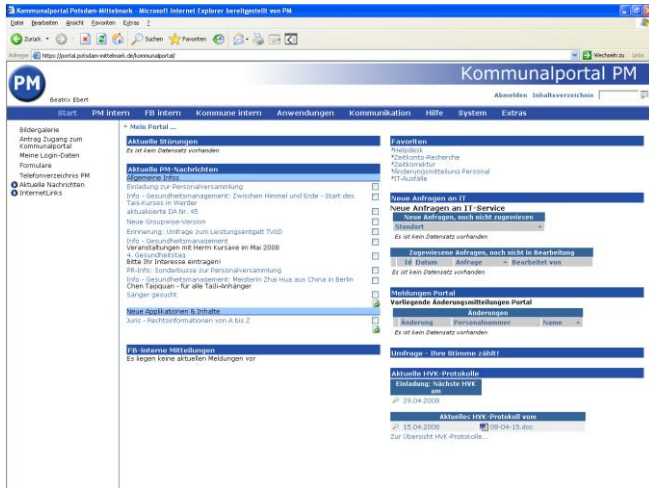 Kommunalportal Potsdam-Mittelmark - Microsoft Internet Explorer bereitgestellt von PM
Datei Bearbeiten Ansicht Favoriten Extras ?
Zurück Suchen Favoriten
Adresse https://portal.potsdam-mittelmark.de/kommunalportal/ Wechseln zu Links
PM
Kommunalportal PM
Beatrix Ebert
Abmelden Inhaltsverzeichnis
Start PM intern FB intern Kommune intern Anwendungen Kommunikation Hilfe System Extras
Bildergalerie
Antrag Zugang zum Kommunalportal
Meine Login-Daten
Formulare
Telefonverzeichnis PM
Aktuelle Nachrichten
InternetLinks
Mein Portal ...
Aktuelle Störungen
Es ist kein Datensatz vorhanden
Aktuelle PM-Nachrichten
Allgemeine Infos
Einladung zur Personalversammlung
Info - Gesundheitsmanagement: Zwischen Himmel und Erde - Start des
Taiji-Kurses in Werder
aktualisierte DA Nr. 45
Neue Groupwise-Version
Erinnerung: Umfrage zum Leistungsentgelt TVöD
Info - Gesundheitsmanagement
Veranstaltungen mit Herrn Kursave im Mai 2008
4. Gesundheitstag
Bitte Ihr Interesse eintragen!
PR-Info: Sonderbusse zur Personalversammlung
Info - Gesundheitsmanagement: Meisterin Zhai Hua aus China in Berlin
Chen Taijiquan - für alle Taiji-Anhänger
Sänger gesucht
Neue Applikationen & Inhalte
Juris - Rechtsinformationen von A bis Z
FB-interne Mitteilungen
Es liegen keine aktuellen Meldungen vor
Favoriten
*Helpdesk
*Zeitkonto-Recherche
*Zeitkorrektur
*Änderungsmitteilung Personal
*IT-Ausfälle
Neue Anfragen an IT
Neue Anfragen an IT-Service
Neue Anfragen, noch nicht zugewiesen
Standort
Es ist kein Datensatz vorhanden
Zugewiesene Anfragen, noch nicht in Bearbeitung
Id Datum Anfrage Bearbeitet von
Es ist kein Datensatz vorhanden
Meldungen Portal
Vorliegende Änderungsmitteilungen Portal
Änderungen
Änderung Personalnummer Name
Es ist kein Datensatz vorhanden
Umfrage - Ihre Stimme zählt!
Aktuelle HVK-Protokolle
Einladung: Nächste HVK
am
29.04.2008
Aktuelles HVK-Protokoll vom
15.04.2008 08-04-15.doc
Zur Übersicht HVK-Protokolle...